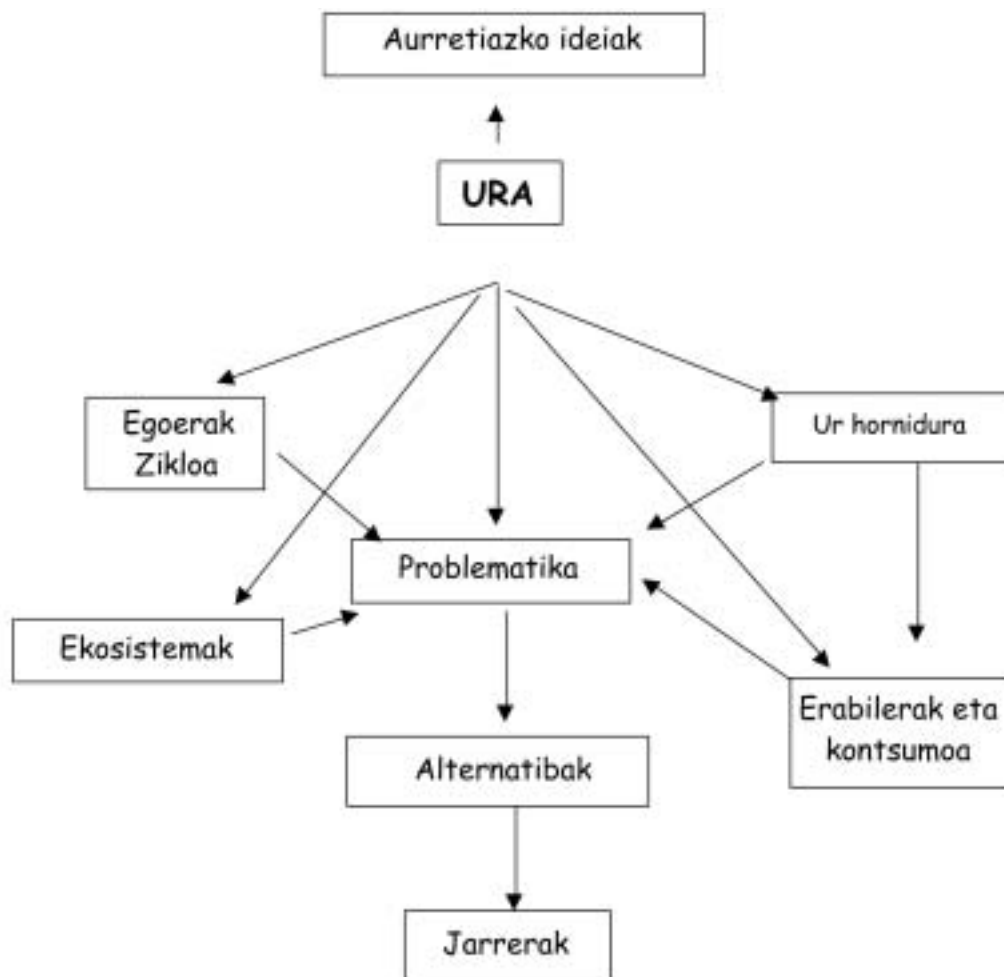 Aurretiazko ideiak
URA
Egoerak
Zikloa
Ur hornidura
Problematika
Ekosistemak
Erabilerak eta
kontsumoa
Alternatibak
Jarrerak